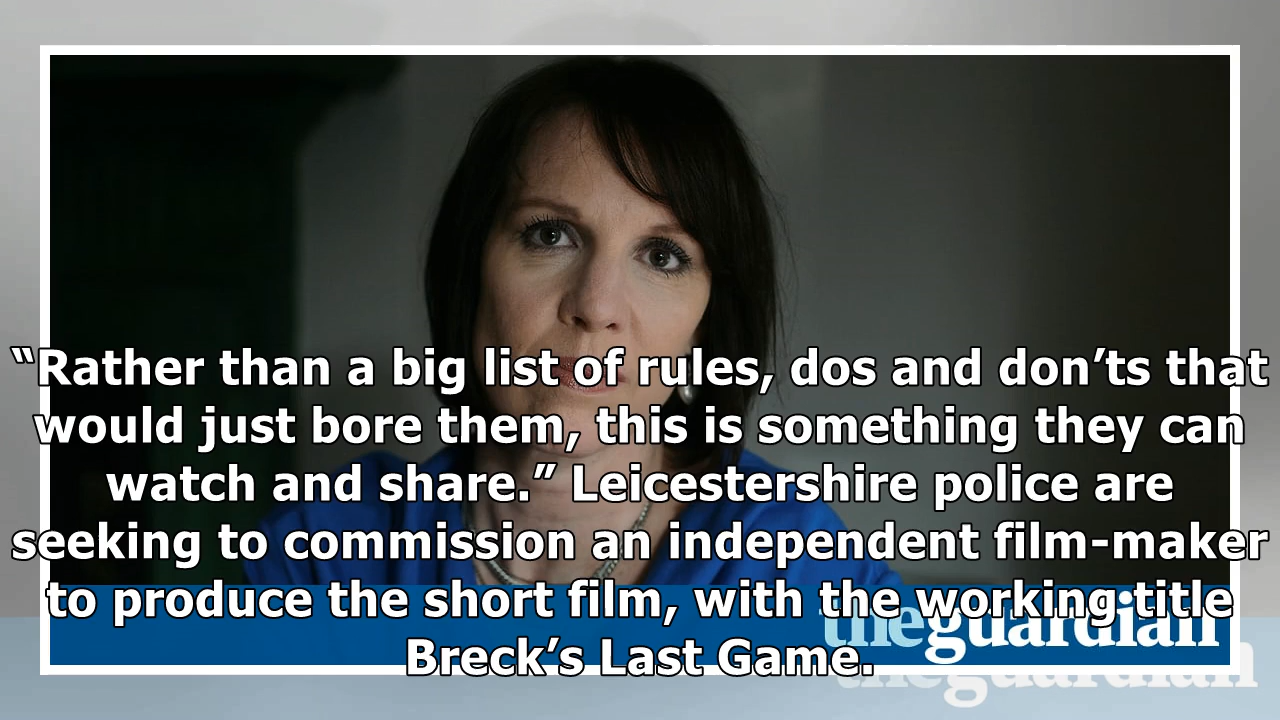 “Rather than a big list of rules, dos and don’ts that
would just bore them, this is something they can
watch and share.” Leicestershire police are
seeking to commission an independent film-maker
to produce the short film, with the working title
Breck’s Last Game.
theguardian
theguardian